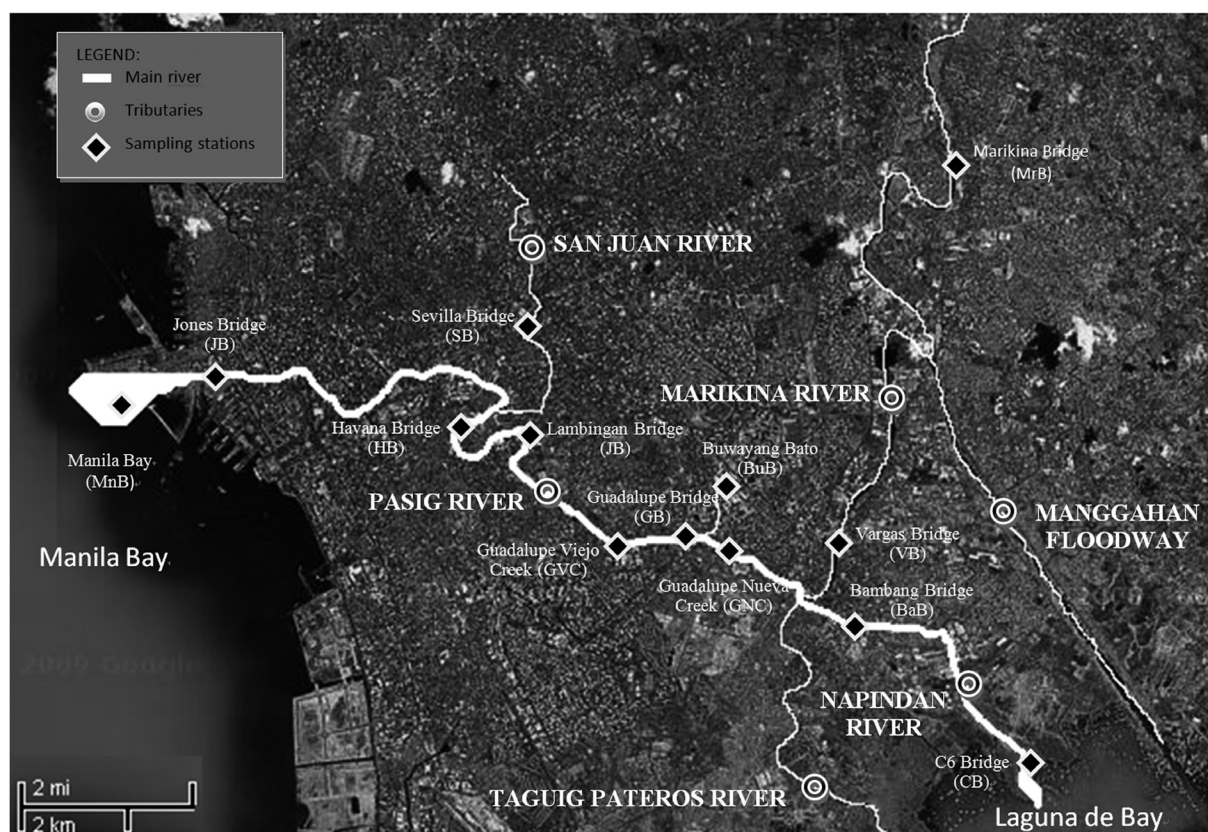 LEGEND:
Main river
Tributaries
Sampling stations
Marikina Bridge
(MrB)
SAN JUAN RIVER
Jones Bridge
(JB)
Sevilla Bridge
(SB)
MARIKINA RIVER
Havana Bridge
(HB)
Lambingan Bridge
(JB)
Buwayang Bato
(BuB)
Manila Bay
(MnB)
PASIG RIVER
Guadalupe Bridge
(GB)
MANGGAHAN
FLOODWAY
Manila Bay
Guadalupe Viejo
Creek (GVC)
Vargas Bridge
(VB)
Guadalupe Nueva
Creek (GNC)
Bambang Bridge
(BaB)
2009 Google
NAPINDAN
RIVER
C6 Bridge
(CB)
TAGUIG PATEROS RIVER
Laguna de Bay
2 mi
2 km